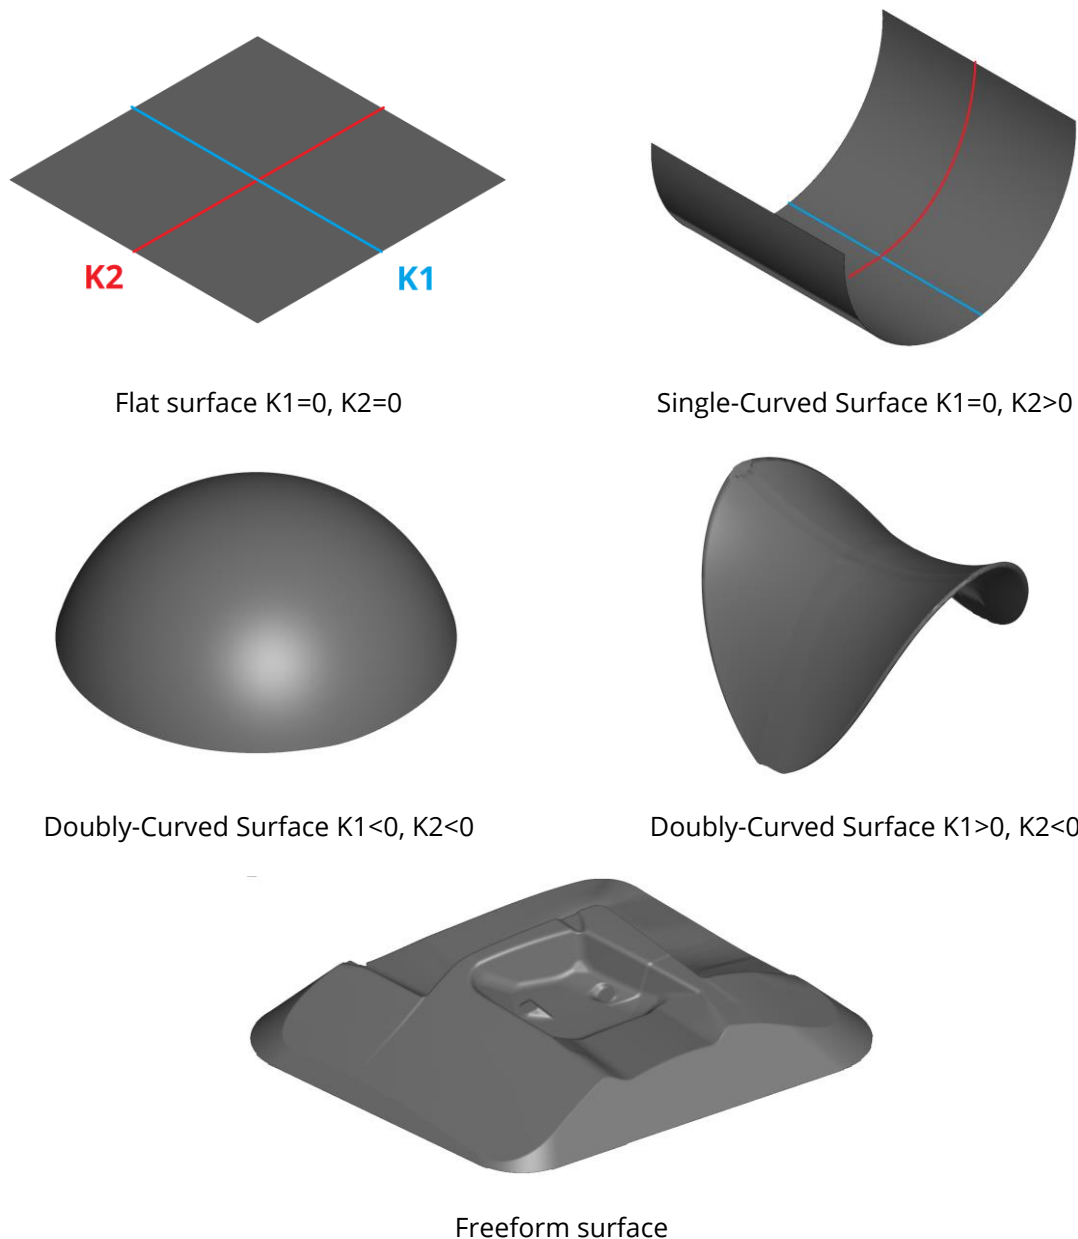 K2
K1
Flat surface K1=0, K2=0
Single-Curved Surface K1=0, K2>0
Doubly-Curved Surface K1<0, K2<0
Doubly-Curved Surface K1>0, K2<0
Freeform surface